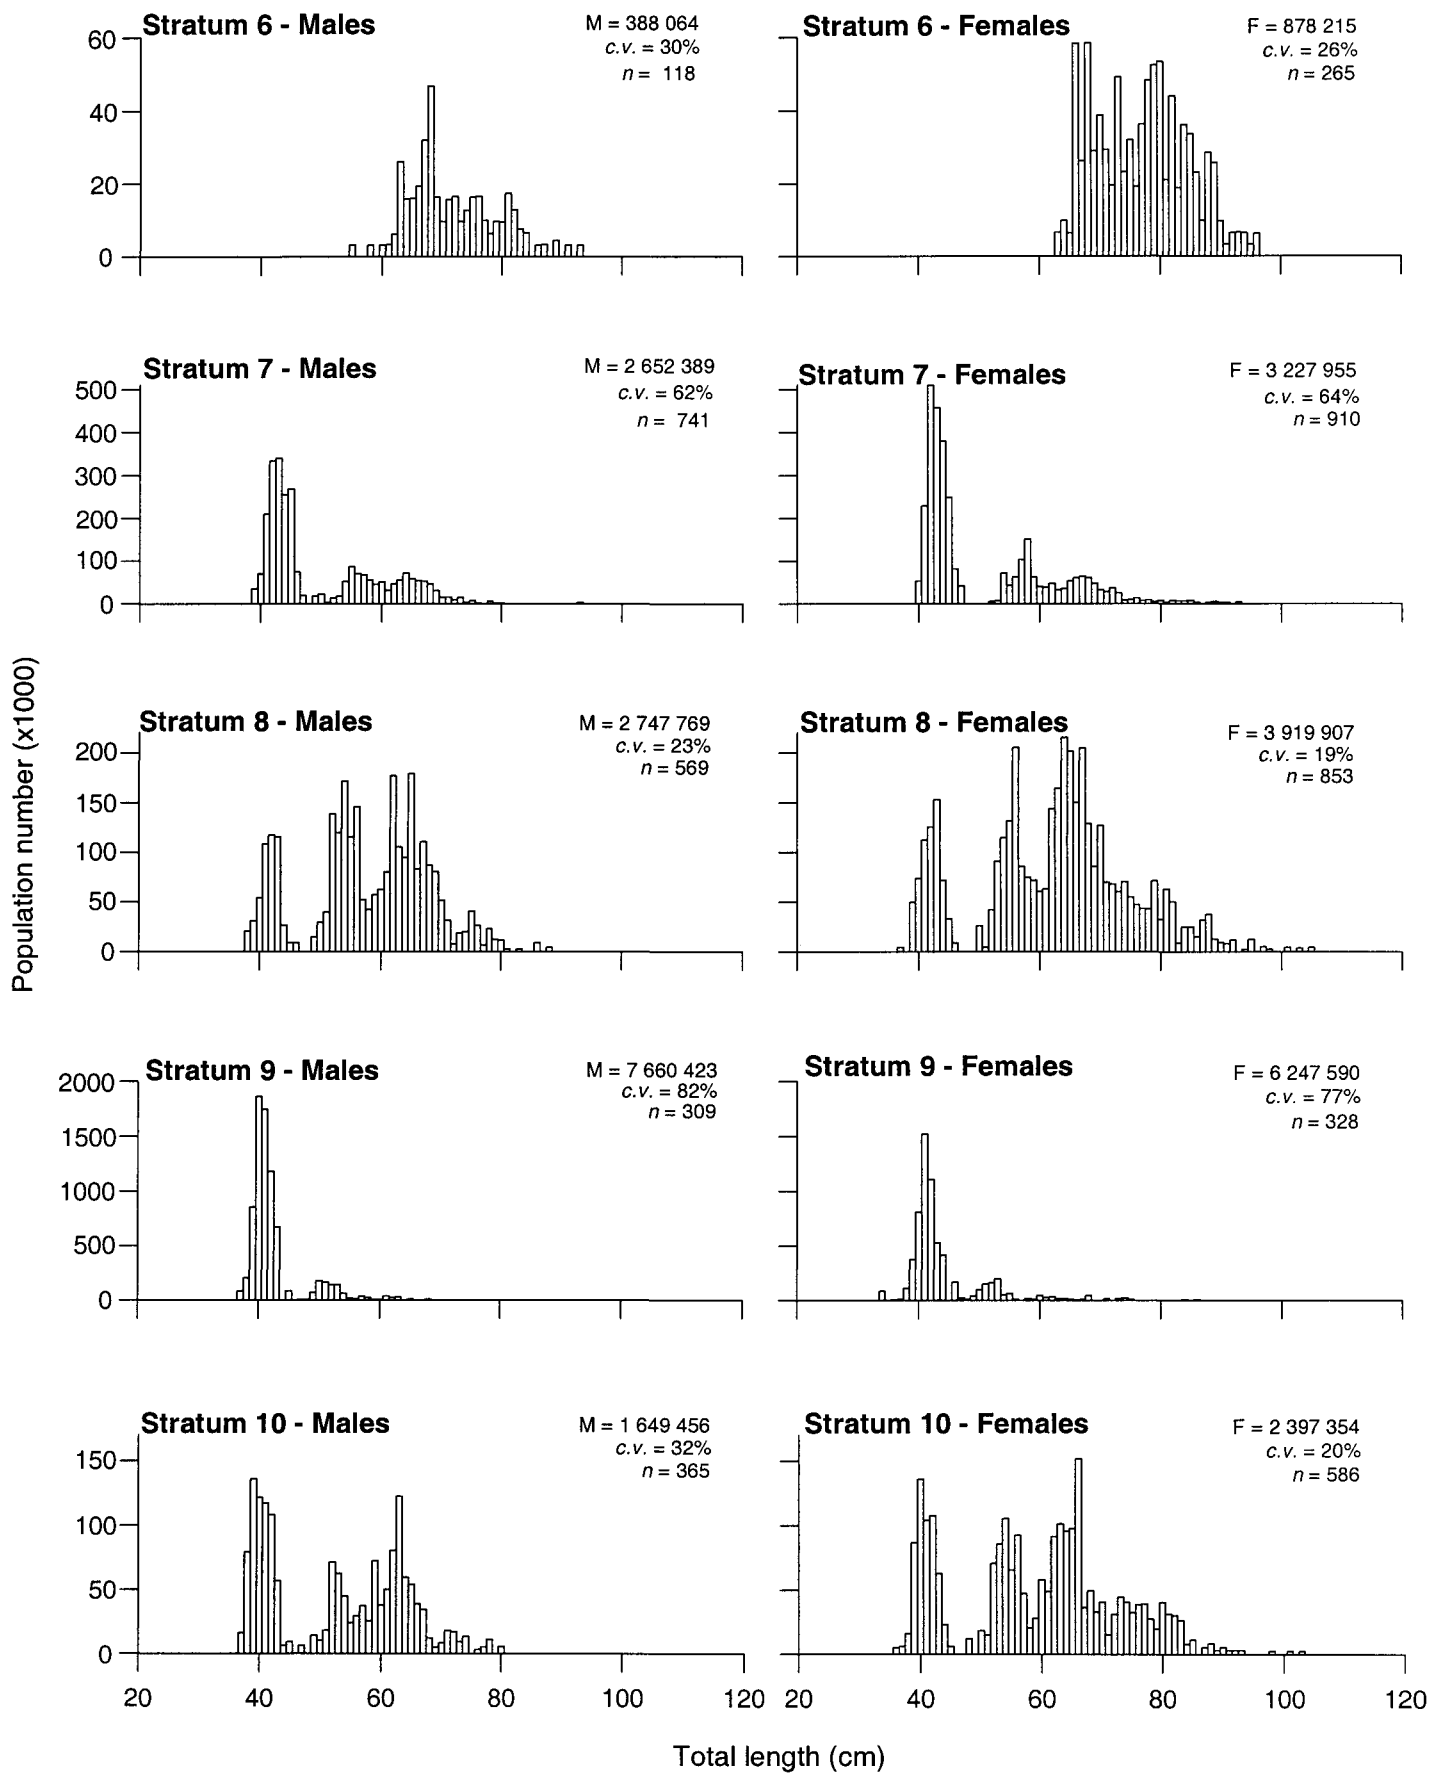 Stratum 6 - Males
M = 388 064
c.v. = 30%
n = 118
60
40
20
0
Stratum 6 - Females
F = 878 215
c.v. = 26%
n = 265
Stratum 7 - Males
M = 2 652 389
c.v. = 62%
n = 741
500
400
300
200
100
0
Stratum 7 - Females
F = 3 227 955
c.v. = 64%
n = 910
Population number (x1000)
Stratum 8 - Males
M = 2 747 769
c.v. = 23%
n = 569
200
150
100
50
0
Stratum 8 - Females
F = 3 919 907
c.v. = 19%
n = 853
Stratum 9 - Males
M = 7 660 423
c.v. = 82%
n = 309
2000
1500
1000
500
0
Stratum 9 - Females
F = 6 247 590
c.v. = 77%
n = 328
Stratum 10 - Males
M = 1 649 456
c.v. = 32%
n = 365
150
100
50
0
Stratum 10 - Females
F = 2 397 354
c.v. = 20%
n = 586
20 40 60 80 100 120 20 40 60 80 100 120
Total length (cm)